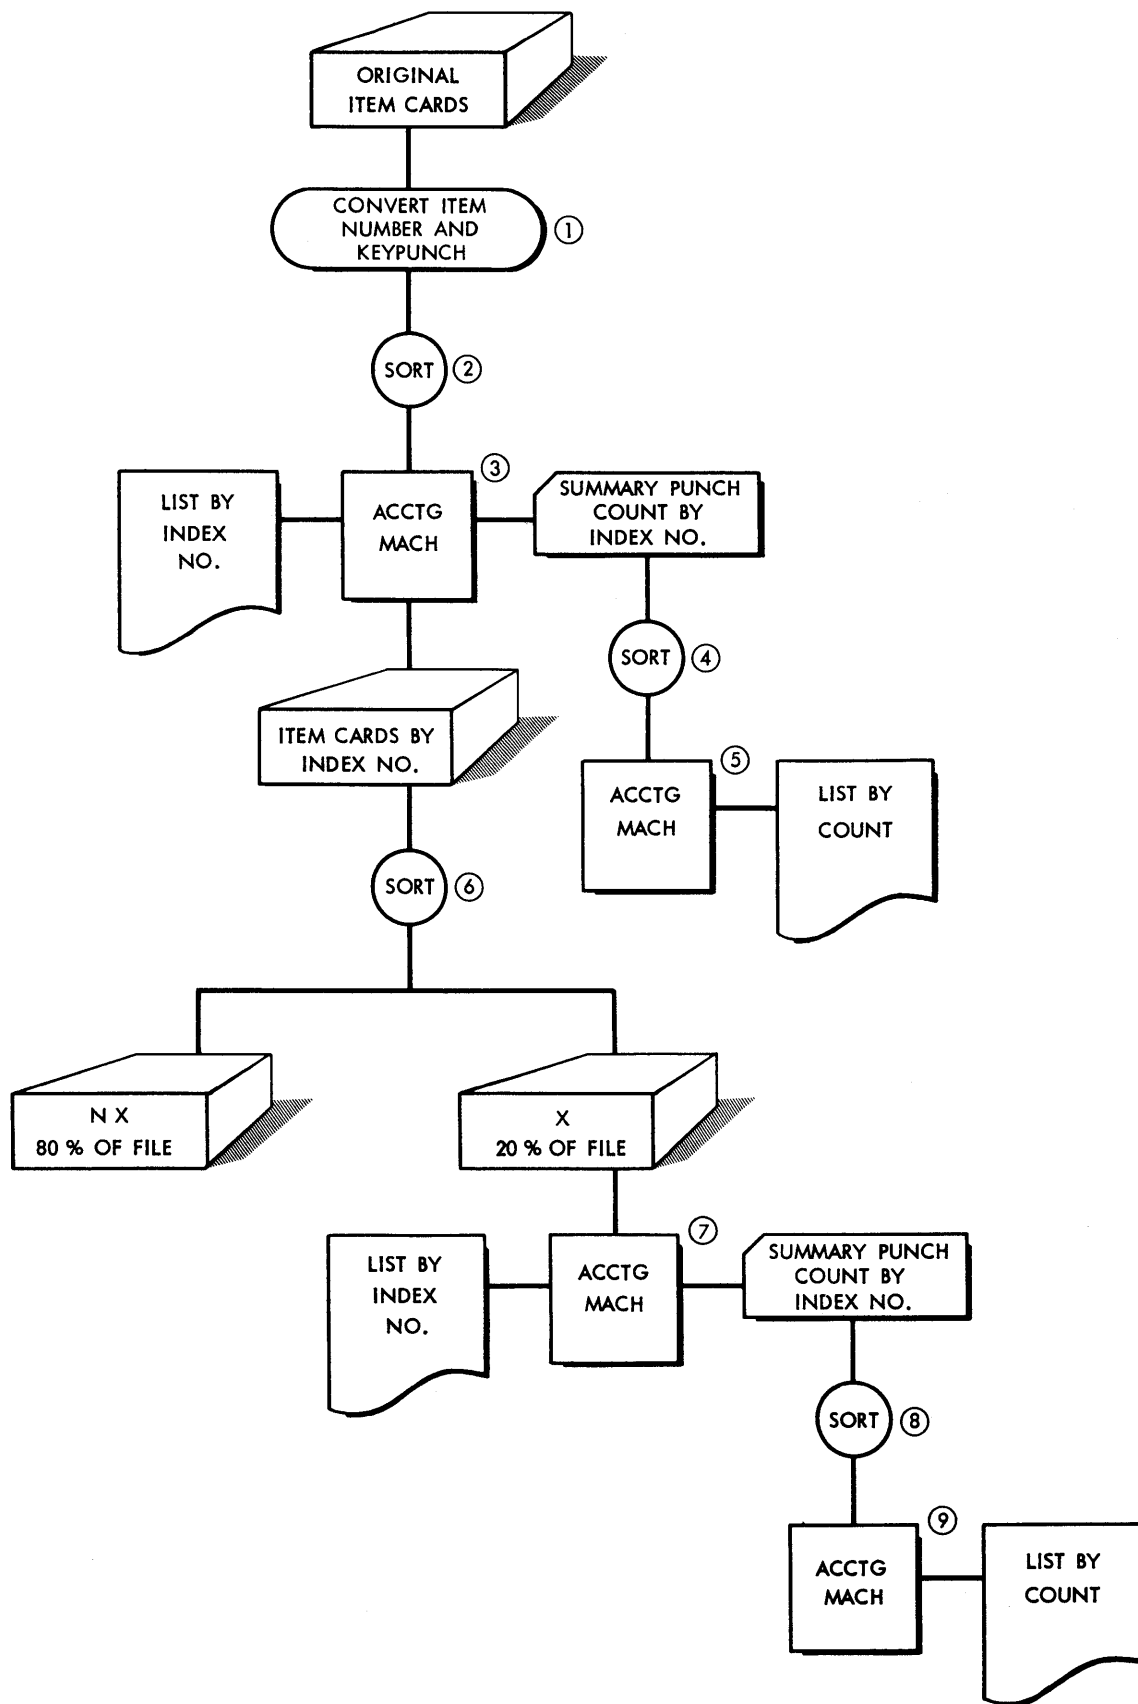 ORIGINAL
ITEM CARDS
CONVERT ITEM
NUMBER AND
KEYPUNCH
1
SORT
2
3
LIST BY
INDEX
NO.
ACCTG
MACH
SUMMARY PUNCH
COUNT BY
INDEX NO.
SORT
4
ITEM CARDS BY
INDEX NO.
5
ACCTG
MACH
LIST BY
COUNT
SORT
6
N X
80 % OF FILE
X
20 % OF FILE
7
LIST BY
INDEX
NO.
ACCTG
MACH
SUMMARY PUNCH
COUNT BY
INDEX NO.
SORT
8
9
ACCTG
MACH
LIST BY
COUNT